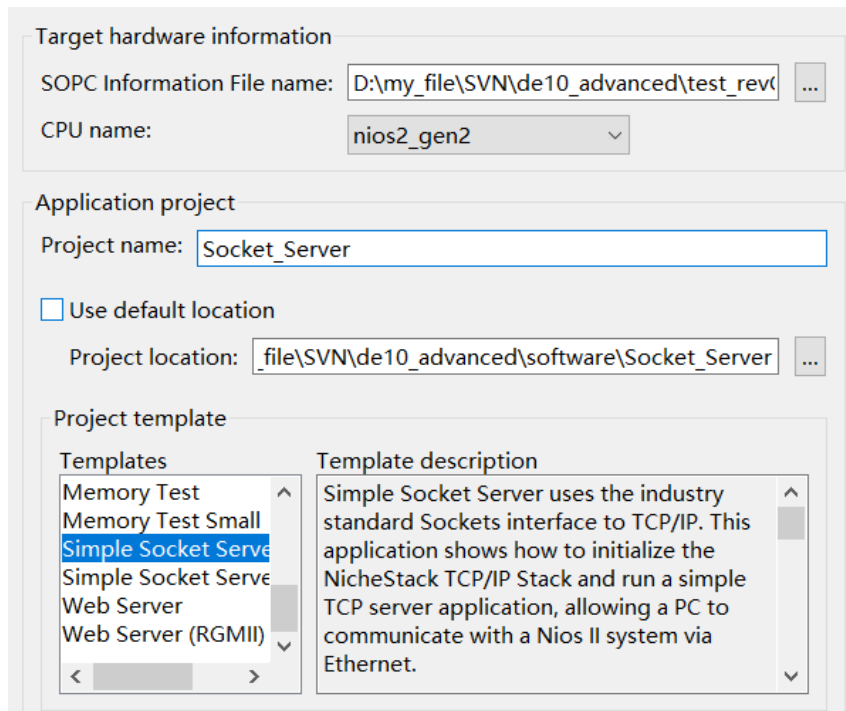 Target hardware information
SOPC Information File name: D:\my_file\SVN\de10_advanced\test_rev ...
CPU name: nios2_gen2
Application project
Project name: Socket_Server
Use default location
Project location: _file\SVN\de10_advanced\software\Socket_Server ...
Project template
Templates
Memory Test
Memory Test Small
Simple Socket Serve
Simple Socket Serve
Web Server
Web Server (RGMII)
Template description
Simple Socket Server uses the industry
standard Sockets interface to TCP/IP. This
application shows how to initialize the
NicheStack TCP/IP Stack and run a simple
TCP server application, allowing a PC to
communicate with a Nios II system via
Ethernet.